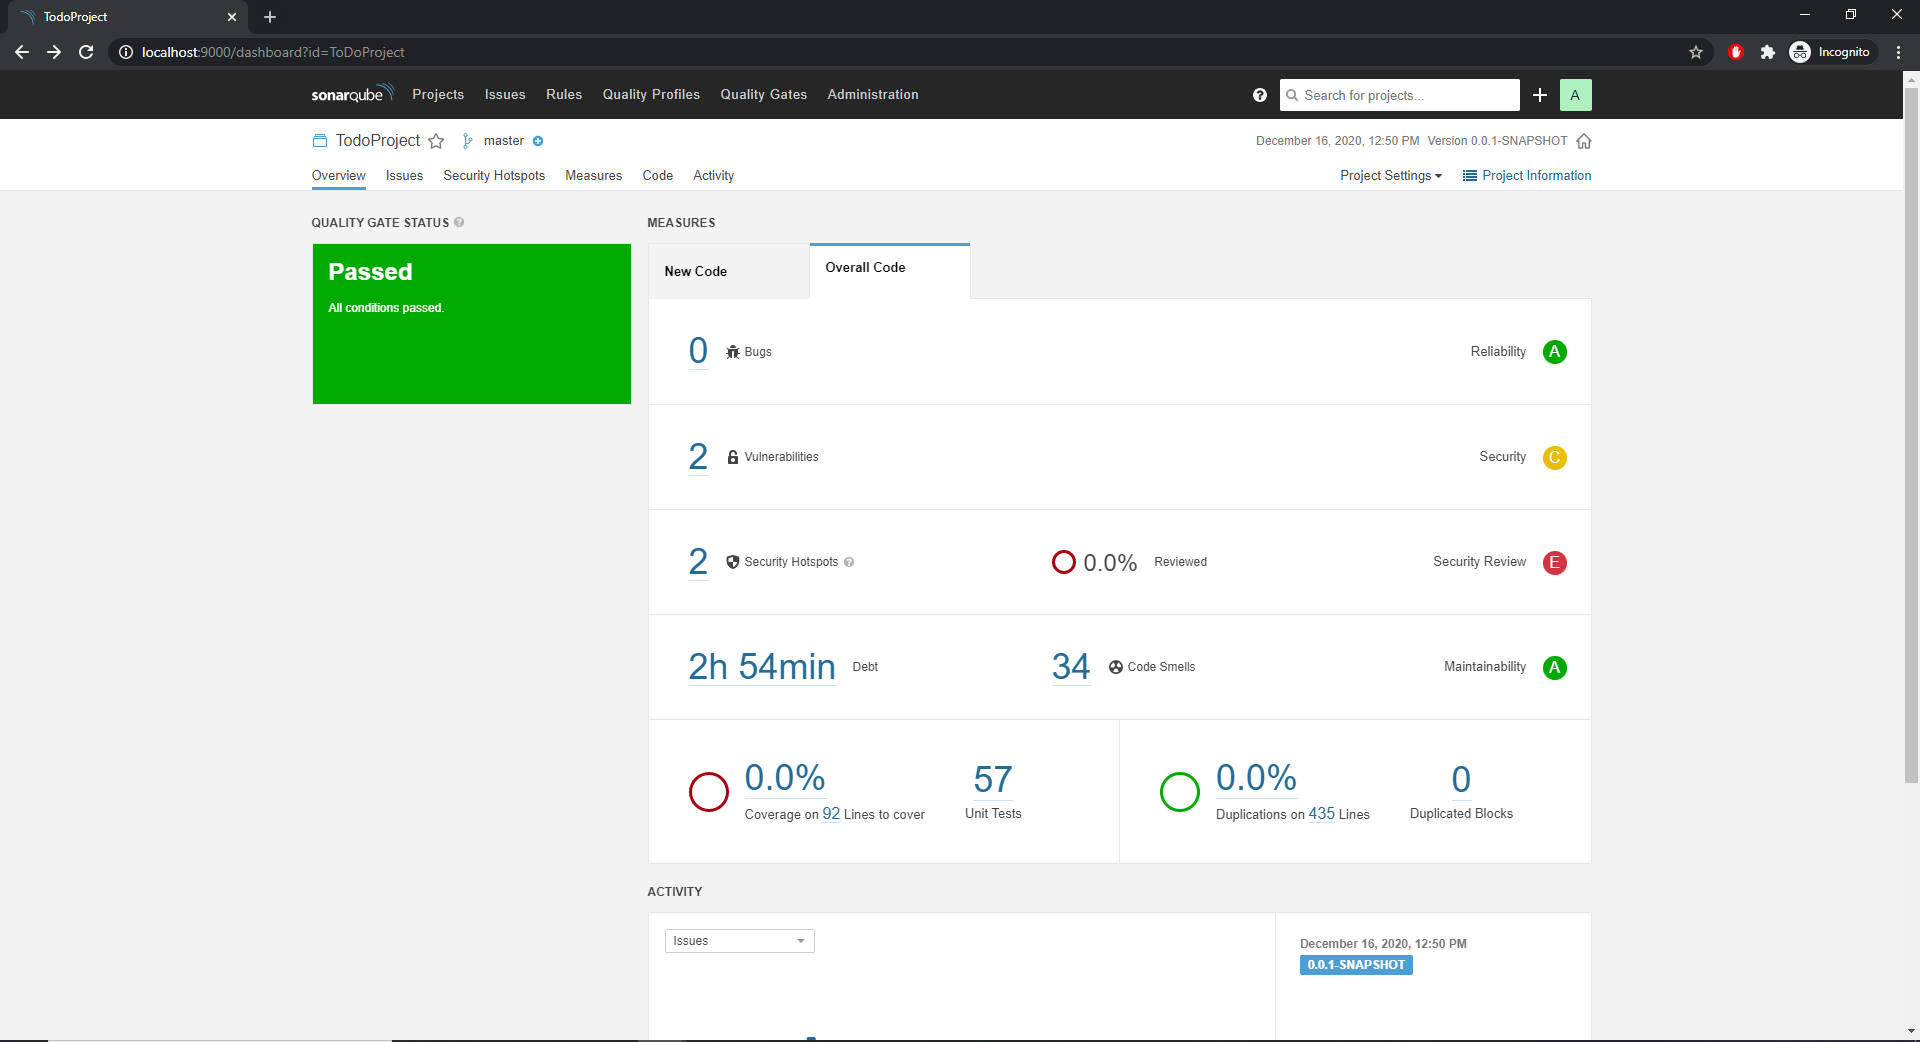 TodoProject
localhost:9000/dashboard?id=ToDoProject
Incognito
sonarqube Projects Issues Rules Quality Profiles Quality Gates Administration
Search for projects...
A
TodoProject master
December 16, 2020, 12:50 PM Version 0.0.1-SNAPSHOT
Overview Issues Security Hotspots Measures Code Activity
Project Settings Project Information
QUALITY GATE STATUS ?
Passed
All conditions passed.
MEASURES
New Code Overall Code
0 Bugs Reliability A
2 Vulnerabilities Security C
2 Security Hotspots ? 0.0% Reviewed Security Review E
2h 54min Debt 34 Code Smells Maintainability A
0.0% 57
Coverage on 92 Lines to cover Unit Tests
0.0% 0
Duplications on 435 Lines Duplicated Blocks
ACTIVITY
Issues
December 16, 2020, 12:50 PM
0.0.1-SNAPSHOT